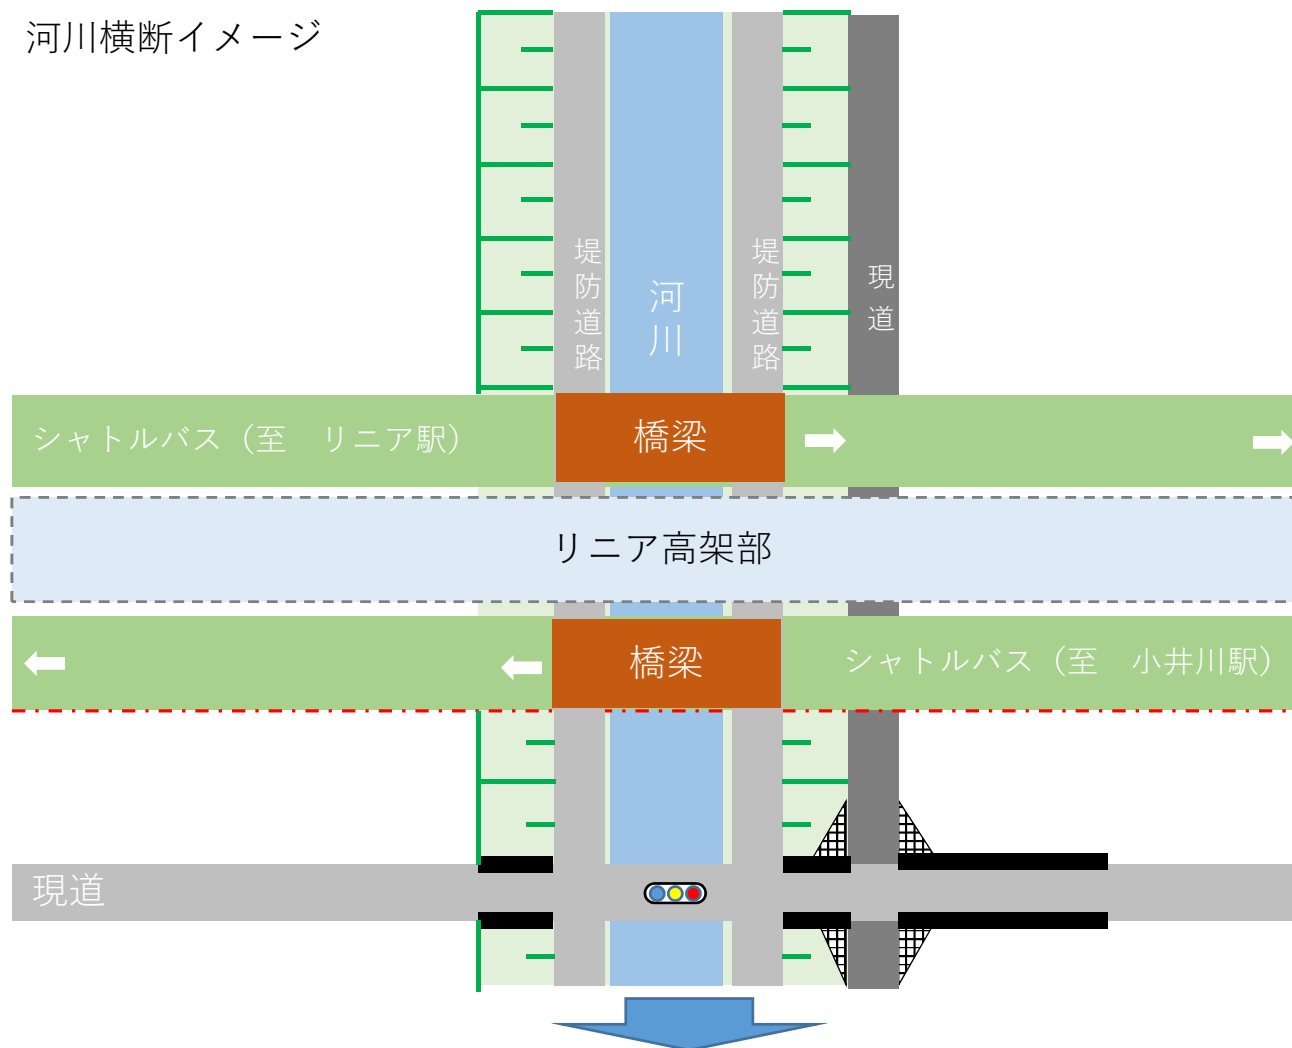 河川横断イメージ
堤防道路
河川
堤防道路
現道
シャトルバス（至　リニア駅）
橋梁
リニア高架部
橋梁
シャトルバス（至　小井川駅）
現道